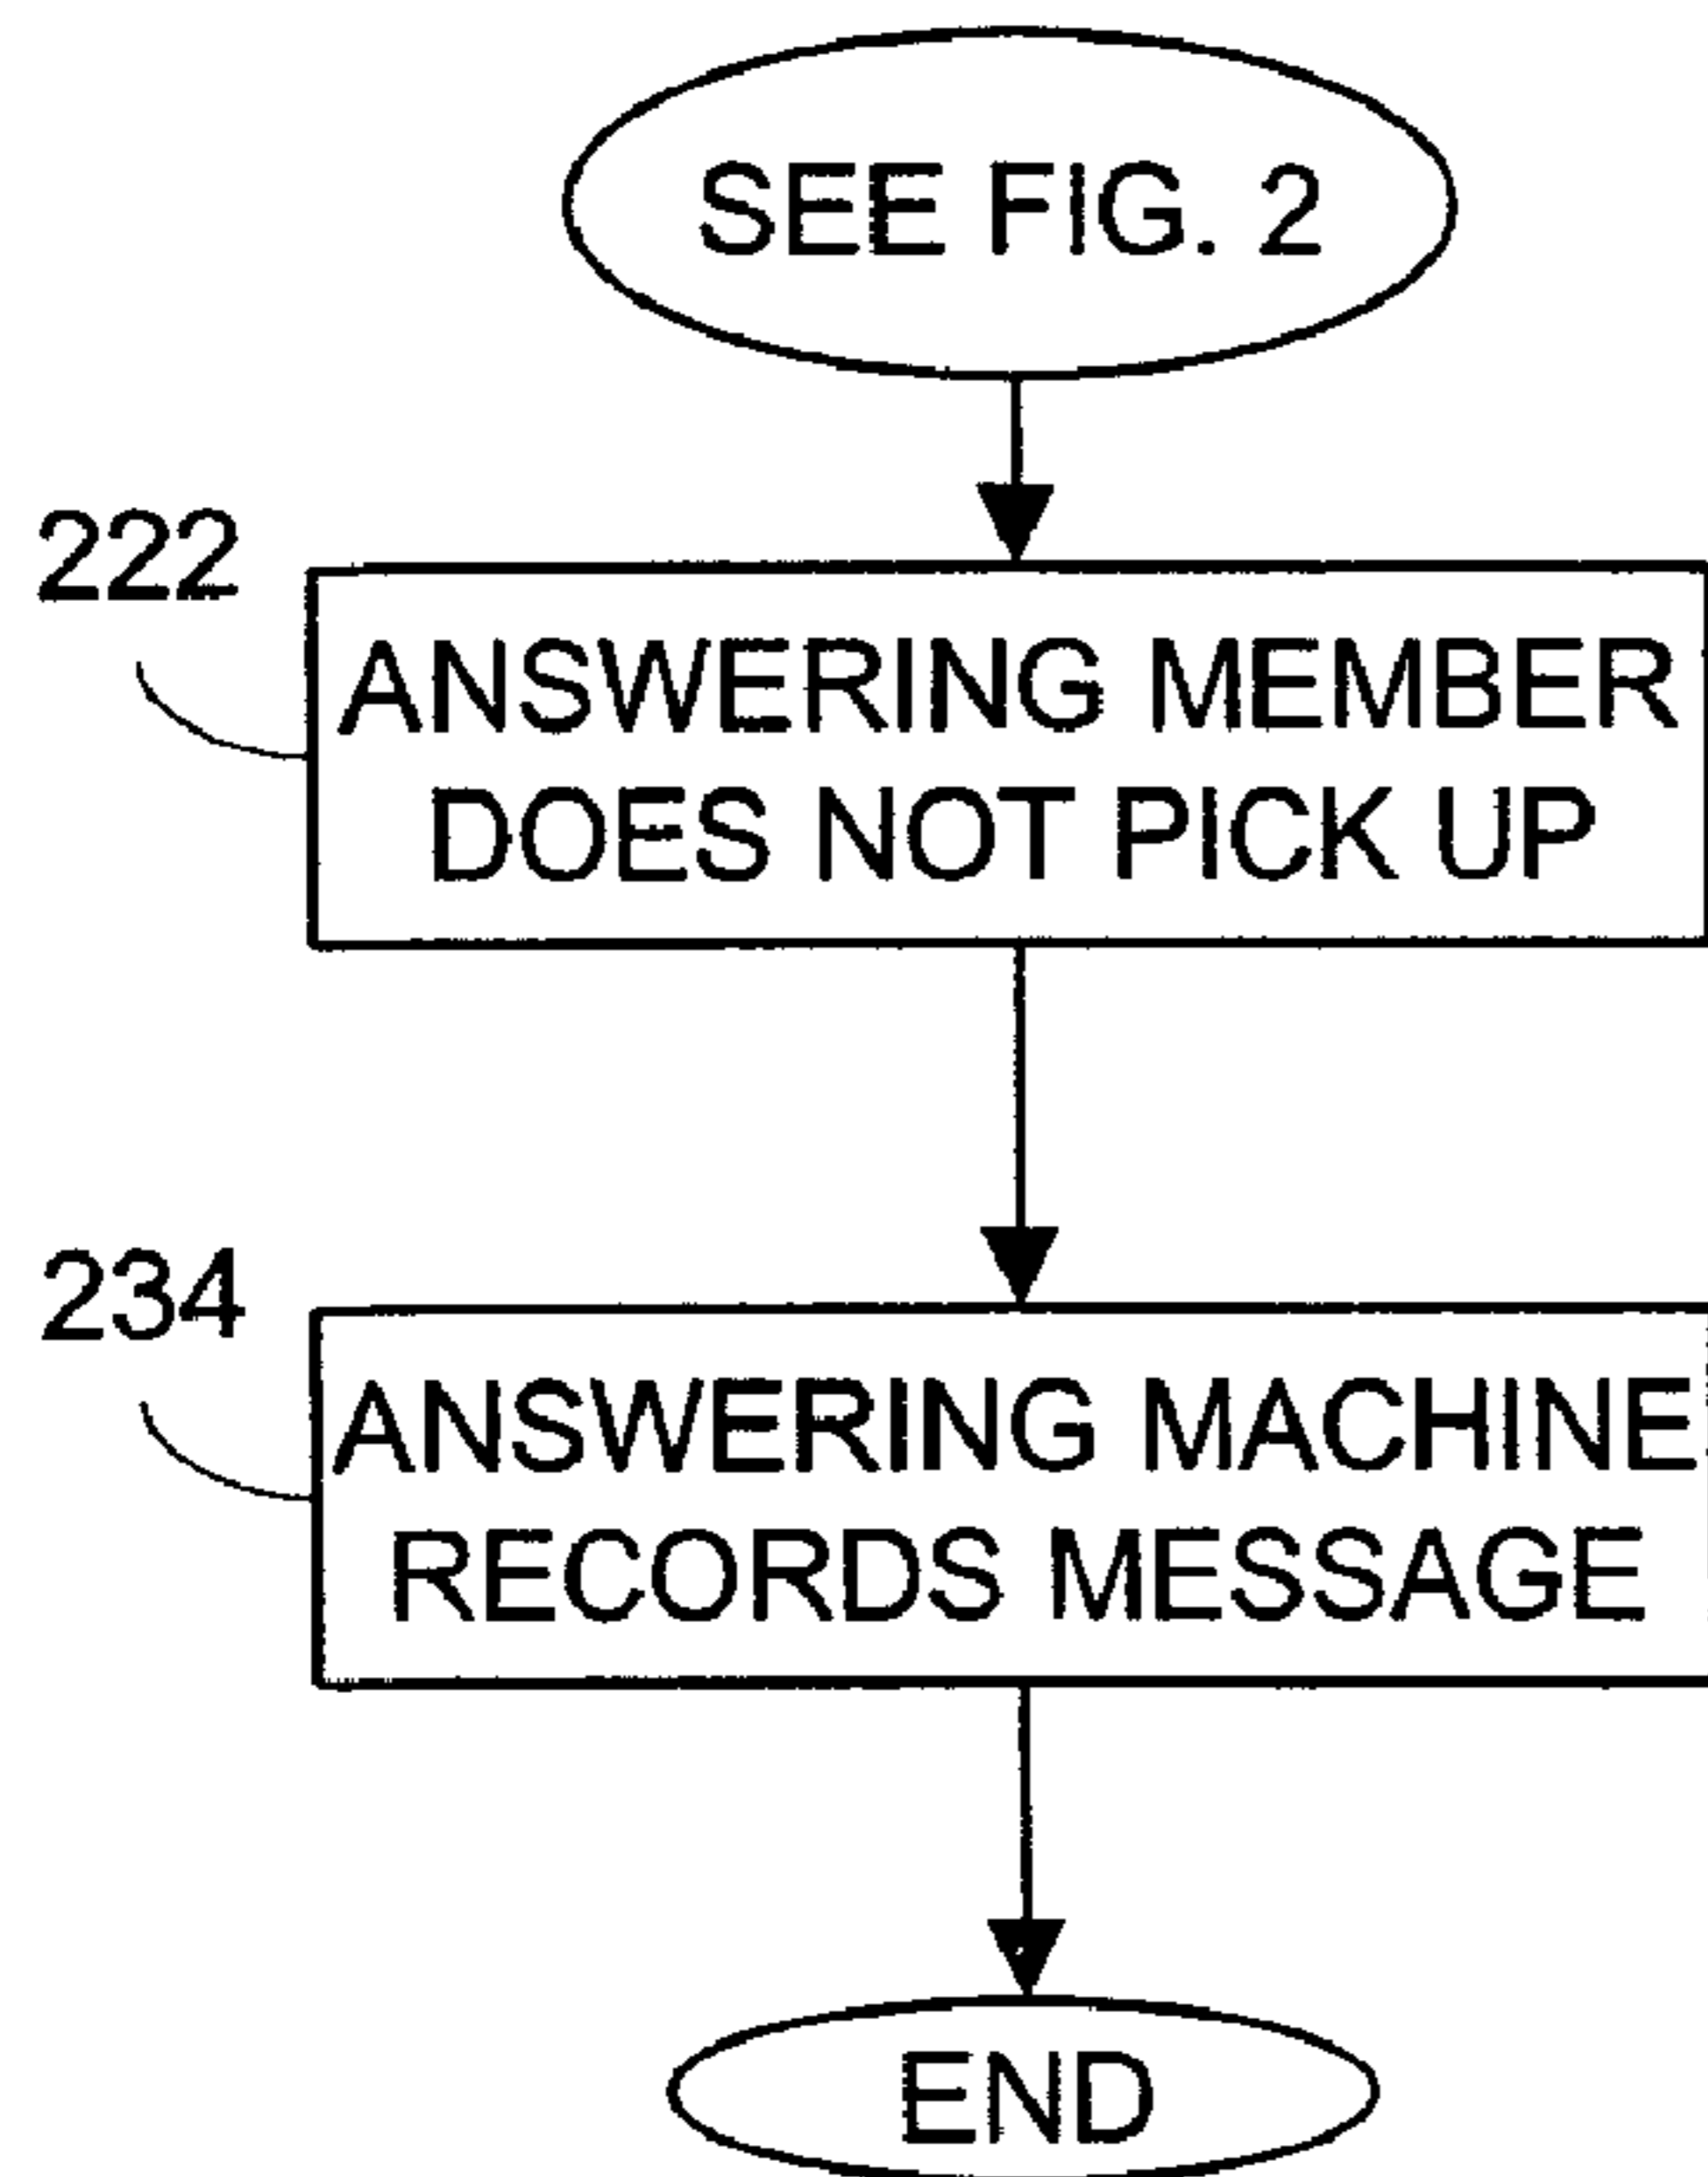 SEE FIG. 2
222
ANSWERING MEMBER
DOES NOT PICK UP
234
ANSWERING MACHINE
RECORDS MESSAGE
END